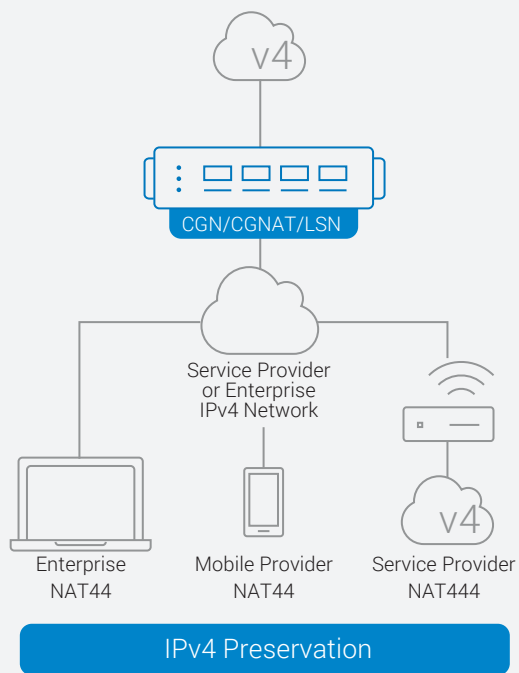 v4
CGN/CGNAT/LSN
Service Provider
or Enterprise
IPv4 Network
v4
Enterprise
NAT44
Mobile Provider
NAT44
Service Provider
NAT444
IPv4 Preservation